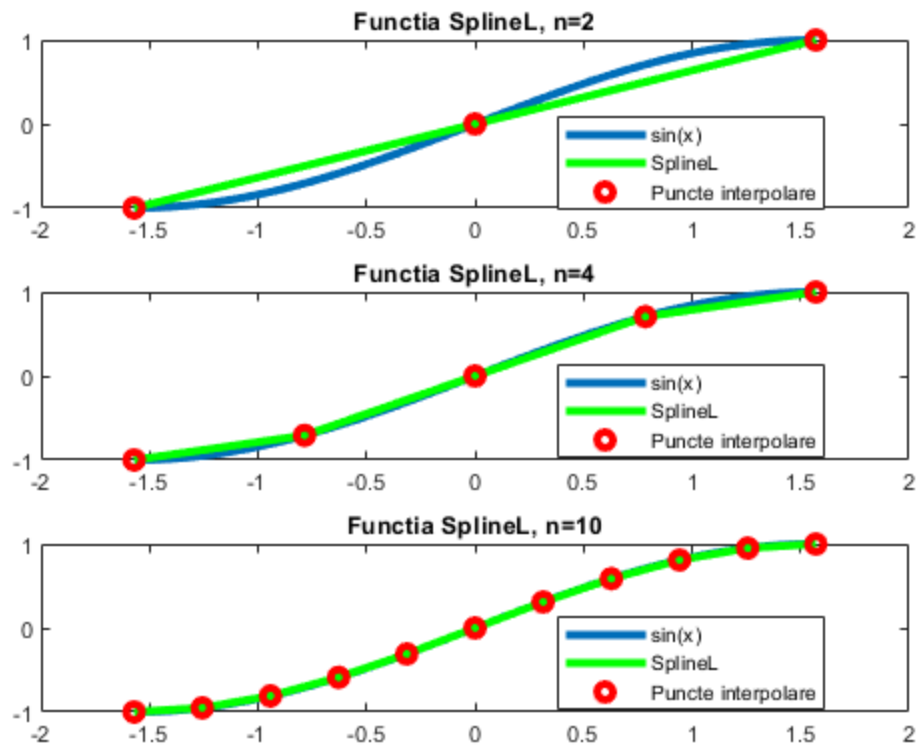 Functia SplineL, n=2
1
0
-1
-2 -1.5 -1 -0.5 0 0.5 1 1.5 2
sin(x)
SplineL
Puncte interpolare
Functia SplineL, n=4
1
0
-1
-2 -1.5 -1 -0.5 0 0.5 1 1.5 2
sin(x)
SplineL
Puncte interpolare
Functia SplineL, n=10
1
0
-1
-2 -1.5 -1 -0.5 0 0.5 1 1.5 2
sin(x)
SplineL
Puncte interpolare